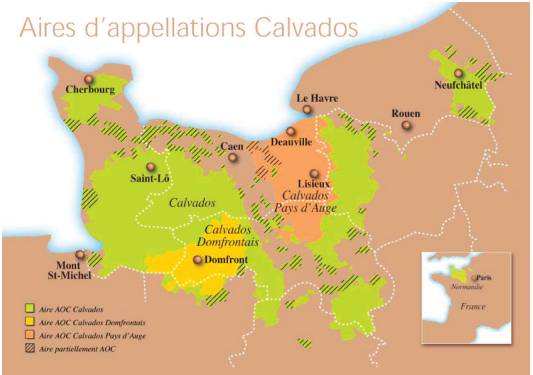 Aires d'appellations Calvados
Cherbourg
Neufchâtel
Le Havre
Rouen
Deauville
Caen
Saint-Lô
Lisieux
Calvados
Pays d'Auge
Calvados
Calvados
Domfrontais
Domfront
Mont
St-Michel
Paris
Normandie
France
Aire AOC Calvados
Aire AOC Calvados Domfrontais
Aire AOC Calvados Pays d'Auge
Aire partiellement AOC